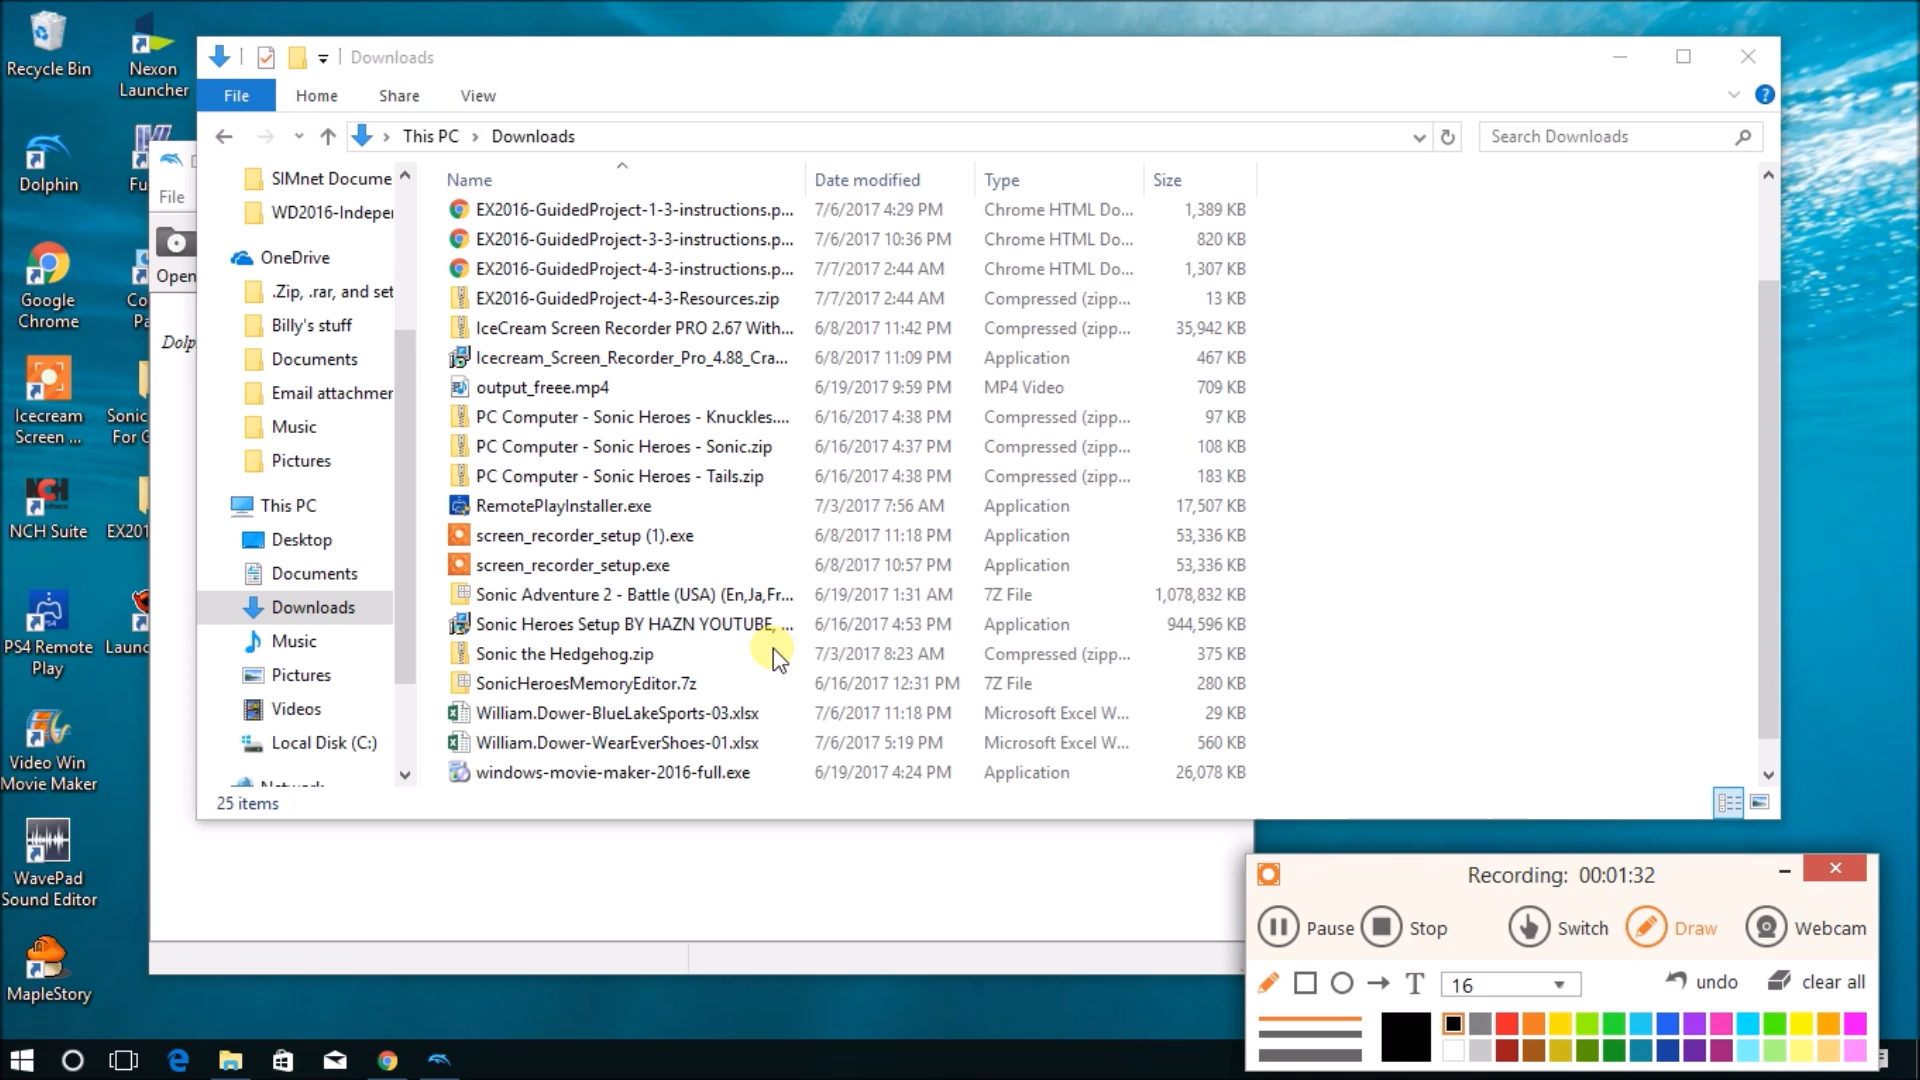 Recycle Bin
Nexon
Launcher
Dolphin
Fu
Google
Chrome
Co
Pa
Icecream
Screen ...
Sonic
For G
NCH Suite
EX201
PS4 Remote
Play
Launc
Video Win
Movie Maker
WavePad
Sound Editor
MapleStory
File
Open
Dolp
Downloads
File
Home
Share
View
This PC
Downloads
Search Downloads
SIMnet Docume
WD2016-Indeper
OneDrive
.Zip, .rar, and set
Billy's stuff
Documents
Email attachmer
Music
Pictures
This PC
Desktop
Documents
Downloads
Music
Pictures
Videos
Local Disk (C:)
Network
Name Date modified Type Size
EX2016-GuidedProject-1-3-instructions.p... 7/6/2017 4:29 PM Chrome HTML Do... 1,389 KB
EX2016-GuidedProject-3-3-instructions.p... 7/6/2017 10:36 PM Chrome HTML Do... 820 KB
EX2016-GuidedProject-4-3-instructions.p... 7/7/2017 2:44 AM Chrome HTML Do... 1,307 KB
EX2016-GuidedProject-4-3-Resources.zip 7/7/2017 2:44 AM Compressed (zipp... 13 KB
IceCream Screen Recorder PRO 2.67 With... 6/8/2017 11:42 PM Compressed (zipp... 35,942 KB
Icecream_Screen_Recorder_Pro_4.88_Cra... 6/8/2017 11:09 PM Application 467 KB
output_freee.mp4 6/19/2017 9:59 PM MP4 Video 709 KB
PC Computer - Sonic Heroes - Knuckles.... 6/16/2017 4:38 PM Compressed (zipp... 97 KB
PC Computer - Sonic Heroes - Sonic.zip 6/16/2017 4:37 PM Compressed (zipp... 108 KB
PC Computer - Sonic Heroes - Tails.zip 6/16/2017 4:38 PM Compressed (zipp... 183 KB
RemotePlayInstaller.exe 7/3/2017 7:56 AM Application 17,507 KB
screen_recorder_setup (1).exe 6/8/2017 11:18 PM Application 53,336 KB
screen_recorder_setup.exe 6/8/2017 10:57 PM Application 53,336 KB
Sonic Adventure 2 - Battle (USA) (En,Ja,Fr... 6/19/2017 1:31 AM 7Z File 1,078,832 KB
Sonic Heroes Setup BY HAZN YOUTUBE, ... 6/16/2017 4:53 PM Application 944,596 KB
Sonic the Hedgehog.zip 7/3/2017 8:23 AM Compressed (zipp... 375 KB
SonicHeroesMemoryEditor.7z 6/16/2017 12:31 PM 7Z File 280 KB
William.Dower-BlueLakeSports-03.xlsx 7/6/2017 11:18 PM Microsoft Excel W... 29 KB
William.Dower-WearEverShoes-01.xlsx 7/6/2017 5:19 PM Microsoft Excel W... 560 KB
windows-movie-maker-2016-full.exe 6/19/2017 4:24 PM Application 26,078 KB
25 items
Recording: 00:01:32
Pause
Stop
Switch
Draw
Webcam
T
16
undo
clear all